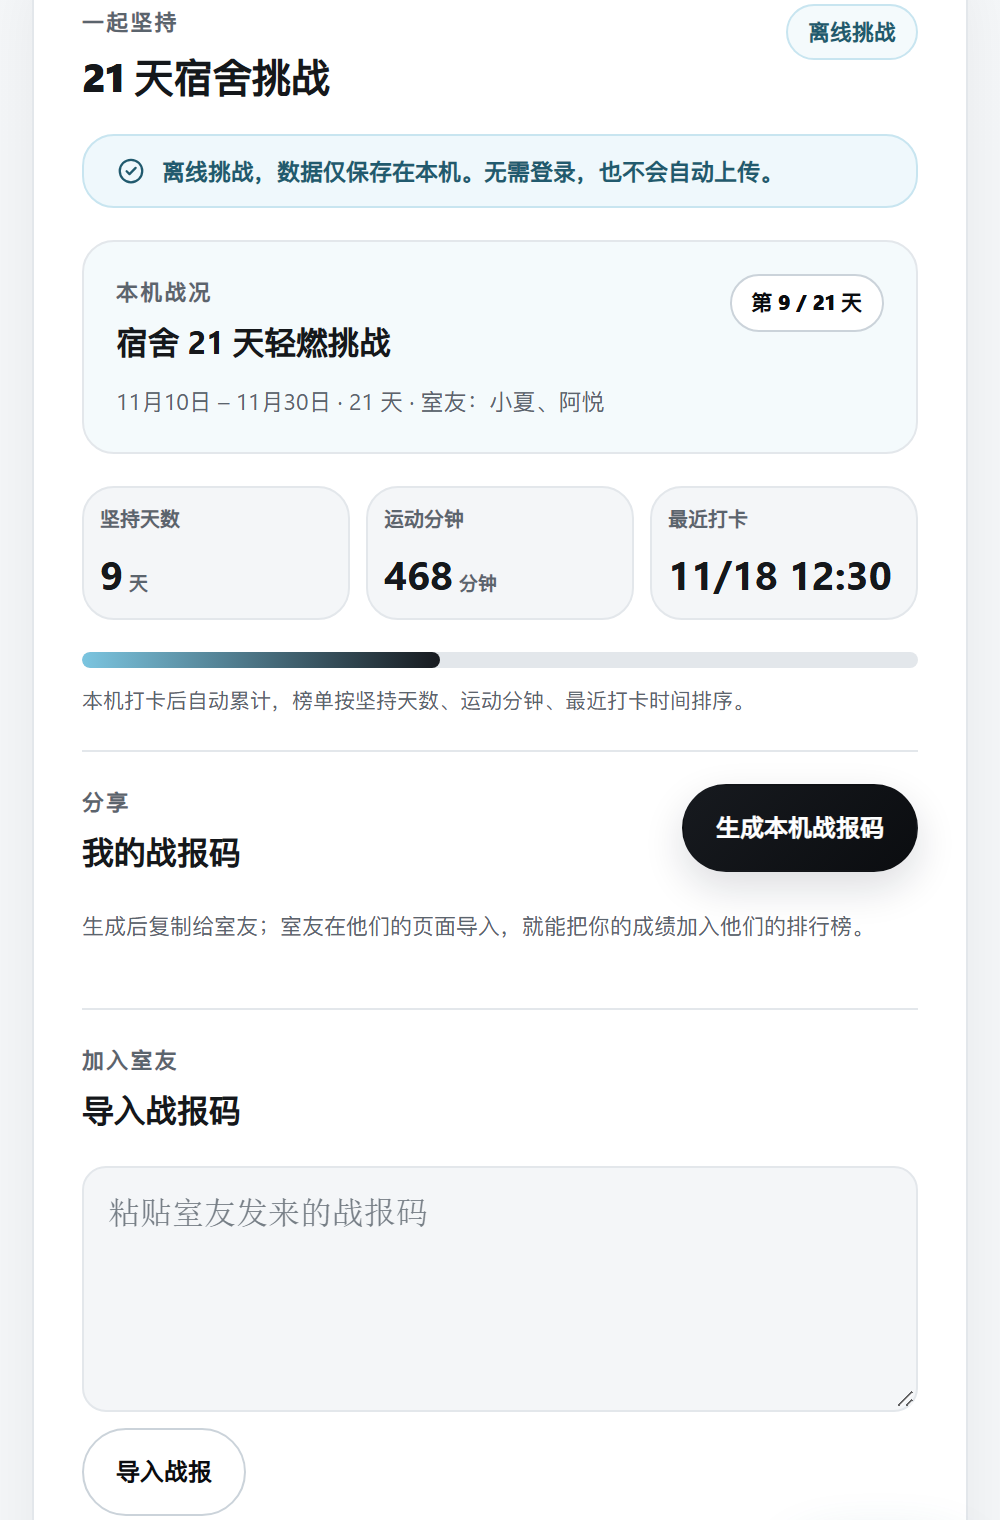 一起坚持
离线挑战
21 天宿舍挑战
离线挑战，数据仅保存在本机。无需登录，也不会自动上传。
本机战况
第 9 / 21 天
宿舍 21 天轻燃挑战
11月10日 – 11月30日 · 21 天 · 室友：小夏、阿悦
坚持天数
9 天
运动分钟
468 分钟
最近打卡
11/18 12:30
本机打卡后自动累计，榜单按坚持天数、运动分钟、最近打卡时间排序。
分享
我的战报码
生成本机战报码
生成后复制给室友；室友在他们的页面导入，就能把你的成绩加入他们的排行榜。
加入室友
导入战报码
粘贴室友发来的战报码
导入战报